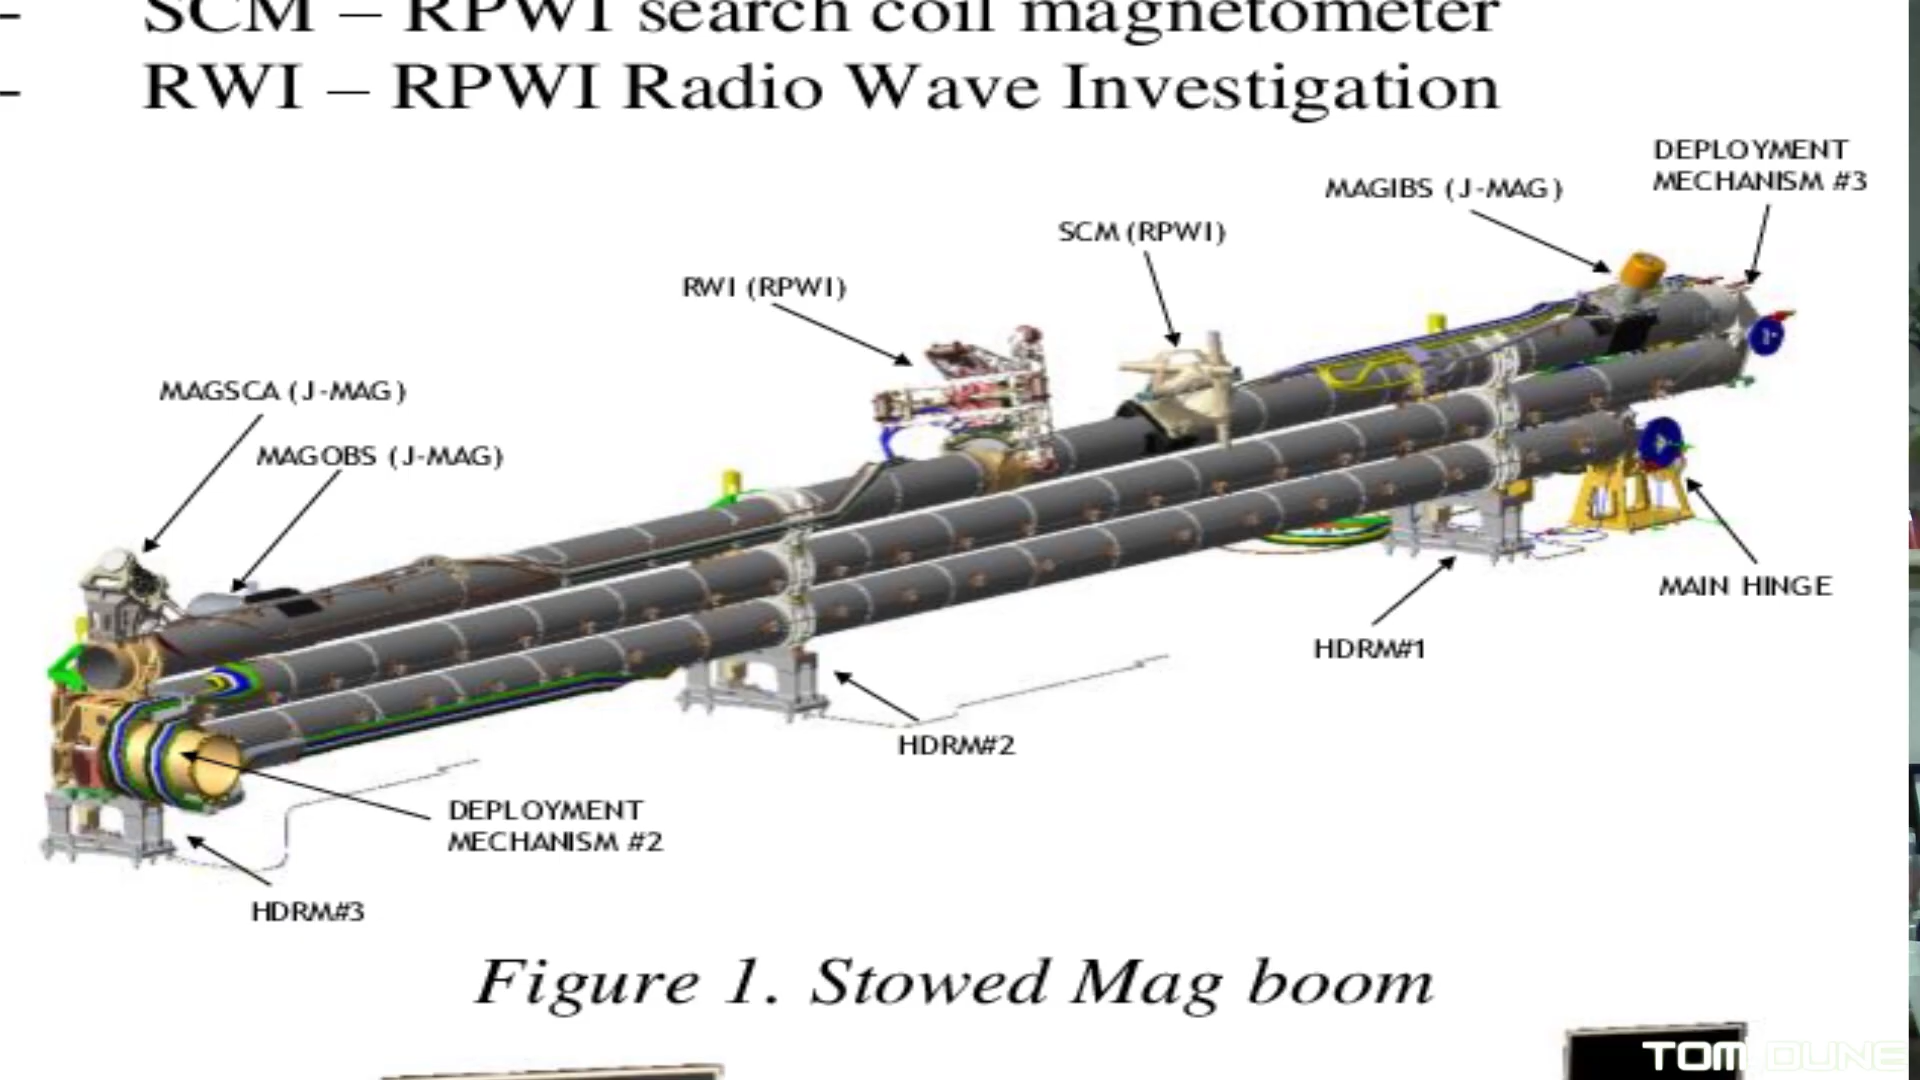 - SCM – RPWI search coil magnetometer
- RWI – RPWI Radio Wave Investigation
DEPLOYMENT
MECHANISM #3
MAGIBS (J-MAG)
SCM (RPWI)
RWI (RPWI)
MAGSCA (J-MAG)
MAGOBS (J-MAG)
MAIN HINGE
HDRM#1
HDRM#2
DEPLOYMENT
MECHANISM #2
HDRM#3
Figure 1. Stowed Mag boom
TOM DUNE